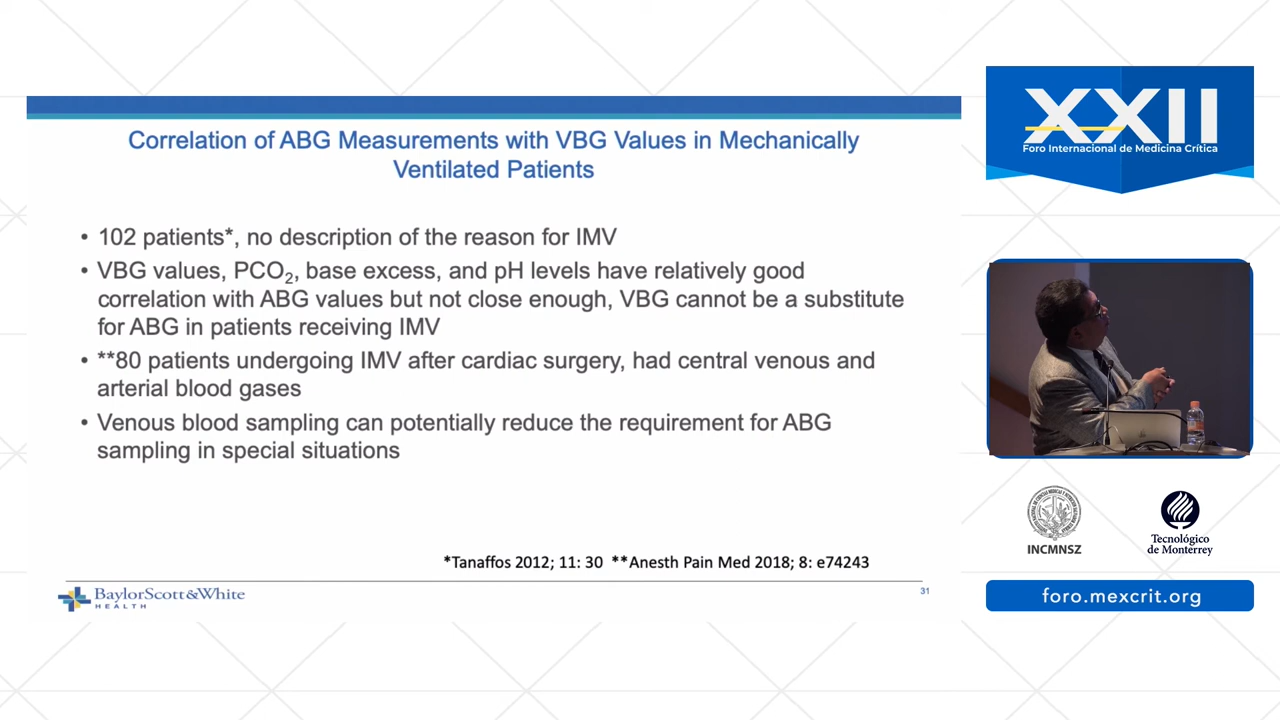 Correlation of ABG Measurements with VBG Values in Mechanically
Ventilated Patients
• 102 patients*, no description of the reason for IMV
• VBG values, PCO₂, base excess, and pH levels have relatively good
correlation with ABG values but not close enough, VBG cannot be a substitute
for ABG in patients receiving IMV
• **80 patients undergoing IMV after cardiac surgery, had central venous and
arterial blood gases
• Venous blood sampling can potentially reduce the requirement for ABG
sampling in special situations
*Tanaffos 2012; 11: 30 **Anesth Pain Med 2018; 8: e74243
BaylorScott&White
HEALTH
31
XXII
Foro Internacional de Medicina Crítica
INCMNSZ
Tecnológico
de Monterrey
foro.mexcrit.org